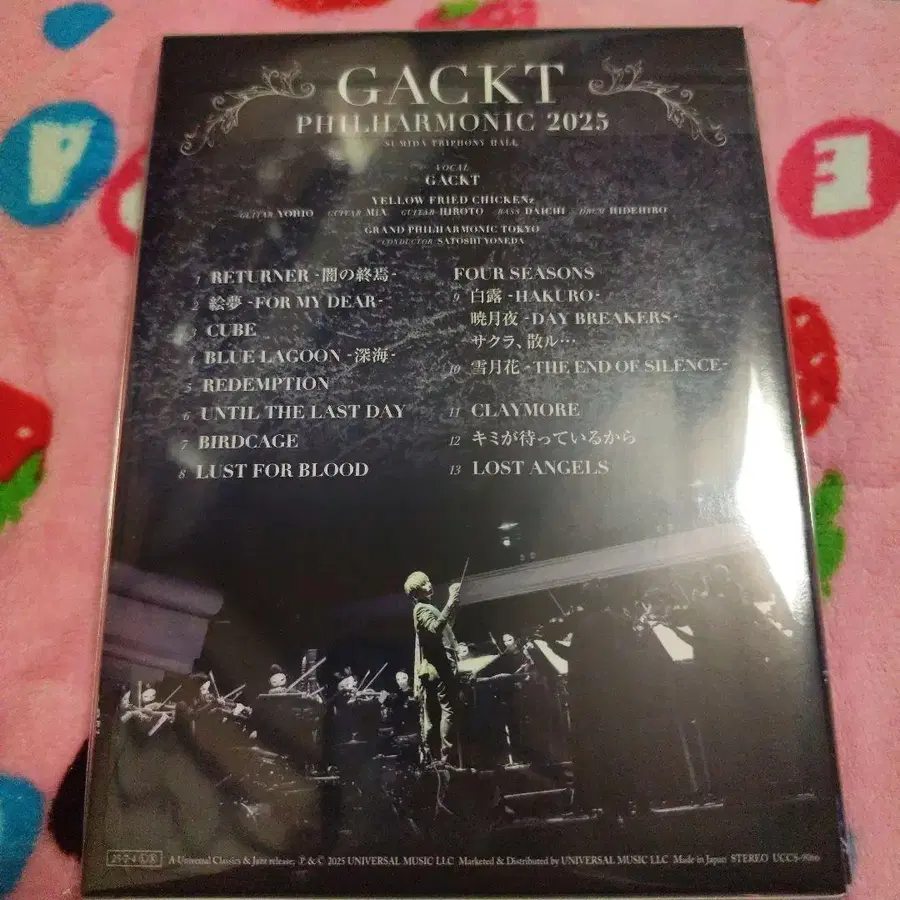 GACKT
PHILHARMONIC 2025
SUMIDA TRIPHONY HALL
VOCAL
GACKT
YELLOW FRIED CHICKENz
GUITAR YOHIO GUITAR MIA GUITAR HIROTO BASS DAICHI DRUM HIDEHIRO
GRAND PHILHARMONIC TOKYO
CONDUCTOR SATOSHI YONEDA
1 RETURNER -闇の終焉-
2 絵夢 -FOR MY DEAR-
3 CUBE
4 BLUE LAGOON -深海-
5 REDEMPTION
6 UNTIL THE LAST DAY
7 BIRDCAGE
8 LUST FOR BLOOD
FOUR SEASONS
9 白露 -HAKURO-
暁月夜 -DAY BREAKERS-
サクラ、散ル…
10 雪月花 -THE END OF SILENCE-
11 CLAYMORE
12 キミが待っているから
13 LOST ANGELS
P
E
25・7・4 A Universal Classics & Jazz release; Ⓟ & © 2025 UNIVERSAL MUSIC LLC Marketed & Distributed by UNIVERSAL MUSIC LLC Made in Japan STEREO UCCS-9066